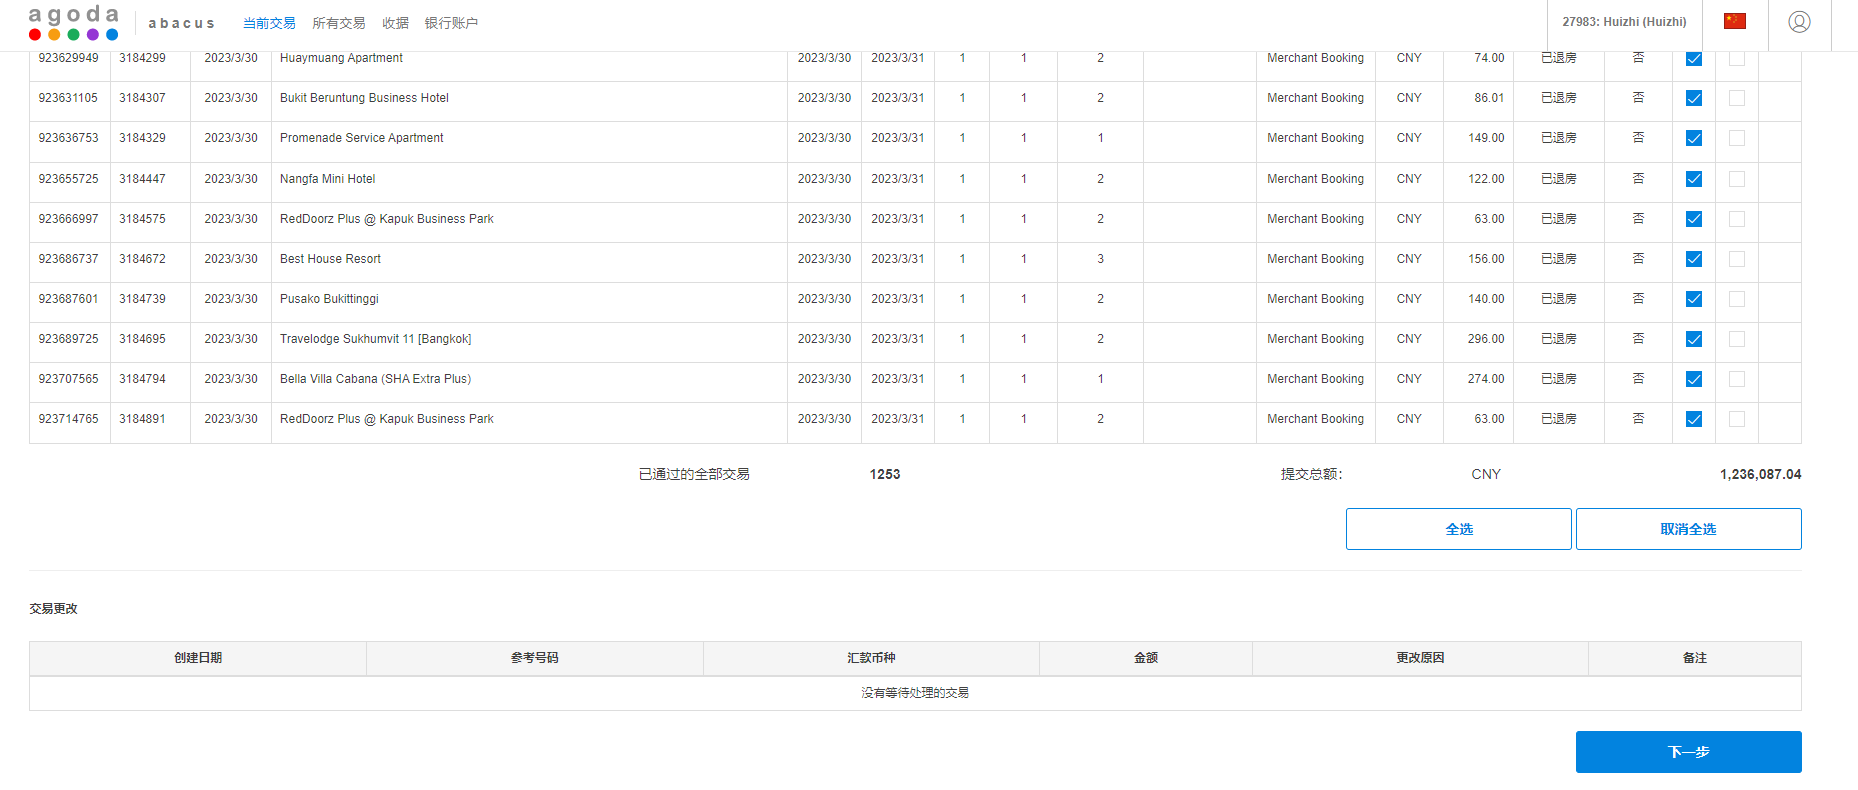 agoda abacus 当前交易 所有交易 收据 银行账户 27983: Huizhi (Huizhi)
923629949 3184299 2023/3/30 Huaymuang Apartment 2023/3/30 2023/3/31 1 1 2 Merchant Booking CNY 74.00 已退房 否
923631105 3184307 2023/3/30 Bukit Beruntung Business Hotel 2023/3/30 2023/3/31 1 1 2 Merchant Booking CNY 86.01 已退房 否
923636753 3184329 2023/3/30 Promenade Service Apartment 2023/3/30 2023/3/31 1 1 1 Merchant Booking CNY 149.00 已退房 否
923655725 3184447 2023/3/30 Nangfa Mini Hotel 2023/3/30 2023/3/31 1 1 2 Merchant Booking CNY 122.00 已退房 否
923666997 3184575 2023/3/30 RedDoorz Plus @ Kapuk Business Park 2023/3/30 2023/3/31 1 1 2 Merchant Booking CNY 63.00 已退房 否
923686737 3184672 2023/3/30 Best House Resort 2023/3/30 2023/3/31 1 1 3 Merchant Booking CNY 156.00 已退房 否
923687601 3184739 2023/3/30 Pusako Bukittinggi 2023/3/30 2023/3/31 1 1 2 Merchant Booking CNY 140.00 已退房 否
923689725 3184695 2023/3/30 Travelodge Sukhumvit 11 [Bangkok] 2023/3/30 2023/3/31 1 1 2 Merchant Booking CNY 296.00 已退房 否
923707565 3184794 2023/3/30 Bella Villa Cabana (SHA Extra Plus) 2023/3/30 2023/3/31 1 1 1 Merchant Booking CNY 274.00 已退房 否
923714765 3184891 2023/3/30 RedDoorz Plus @ Kapuk Business Park 2023/3/30 2023/3/31 1 1 2 Merchant Booking CNY 63.00 已退房 否
已通过的全部交易 1253 提交总额: CNY 1,236,087.04
全选 取消全选
交易更改
创建日期 参考号码 汇款币种 金额 更改原因 备注
没有等待处理的交易
下一步